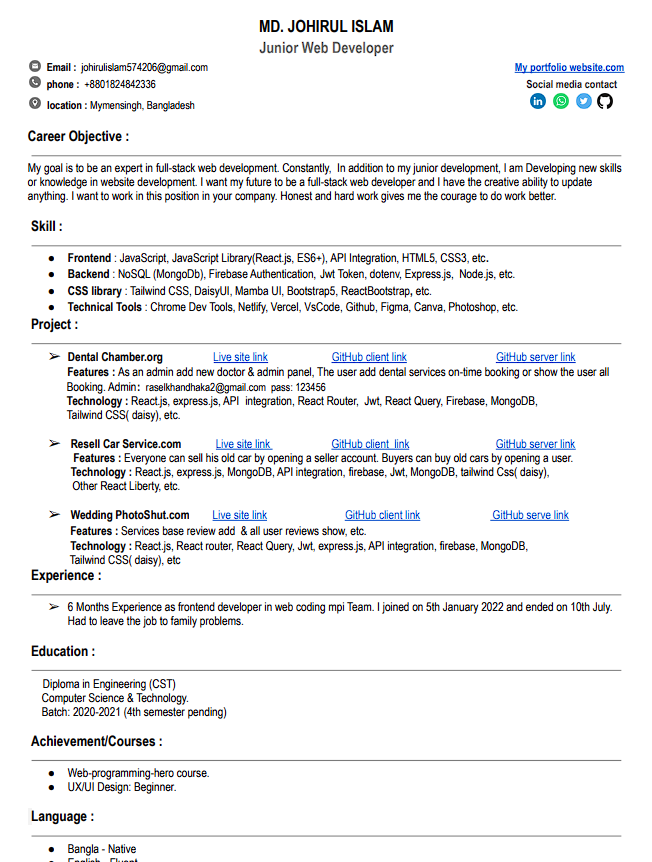 MD. JOHIRUL ISLAM
Junior Web Developer
Email : johirulislam574206@gmail.com
My portfolio website.com
phone : +8801824842336
Social media contact
location : Mymensingh, Bangladesh
Career Objective :
My goal is to be an expert in full-stack web development. Constantly, In addition to my junior development, I am Developing new skills
or knowledge in website development. I want my future to be a full-stack web developer and I have the creative ability to update
anything. I want to work in this position in your company. Honest and hard work gives me the courage to do work better.
Skill :
● Frontend : JavaScript, JavaScript Library(React.js, ES6+), API Integration, HTML5, CSS3, etc.
● Backend : NoSQL (MongoDb), Firebase Authentication, Jwt Token, dotenv, Express.js, Node.js, etc.
● CSS library : Tailwind CSS, DaisyUI, Mamba UI, Bootstrap5, ReactBootstrap, etc.
● Technical Tools : Chrome Dev Tools, Netlify, Vercel, VsCode, Github, Figma, Canva, Photoshop, etc.
Project :
➢ Dental Chamber.org Live site link GitHub client link GitHub server link
Features : As an admin add new doctor & admin panel, The user add dental services on-time booking or show the user all
Booking. Admin: raselkhandhaka2@gmail.com pass: 123456
Technology : React.js, express.js, API integration, React Router, Jwt, React Query, Firebase, MongoDB,
Tailwind CSS( daisy), etc.
➢ Resell Car Service.com Live site link GitHub client link GitHub server link
Features : Everyone can sell his old car by opening a seller account. Buyers can buy old cars by opening a user.
Technology : React.js, express.js, MongoDB, API integration, firebase, Jwt, MongoDB, tailwind Css( daisy),
Other React Liberty, etc.
➢ Wedding PhotoShut.com Live site link GitHub client link GitHub serve link
Features : Services base review add & all user reviews show, etc.
Technology : React.js, React router, React Query, Jwt, express.js, API integration, firebase, MongoDB,
Tailwind CSS( daisy), etc
Experience :
➢ 6 Months Experience as frontend developer in web coding mpi Team. I joined on 5th January 2022 and ended on 10th July.
Had to leave the job to family problems.
Education :
Diploma in Engineering (CST)
Computer Science & Technology.
Batch: 2020-2021 (4th semester pending)
Achievement/Courses :
● Web-programming-hero course.
● UX/UI Design: Beginner.
Language :
● Bangla - Native
● English - Fluent